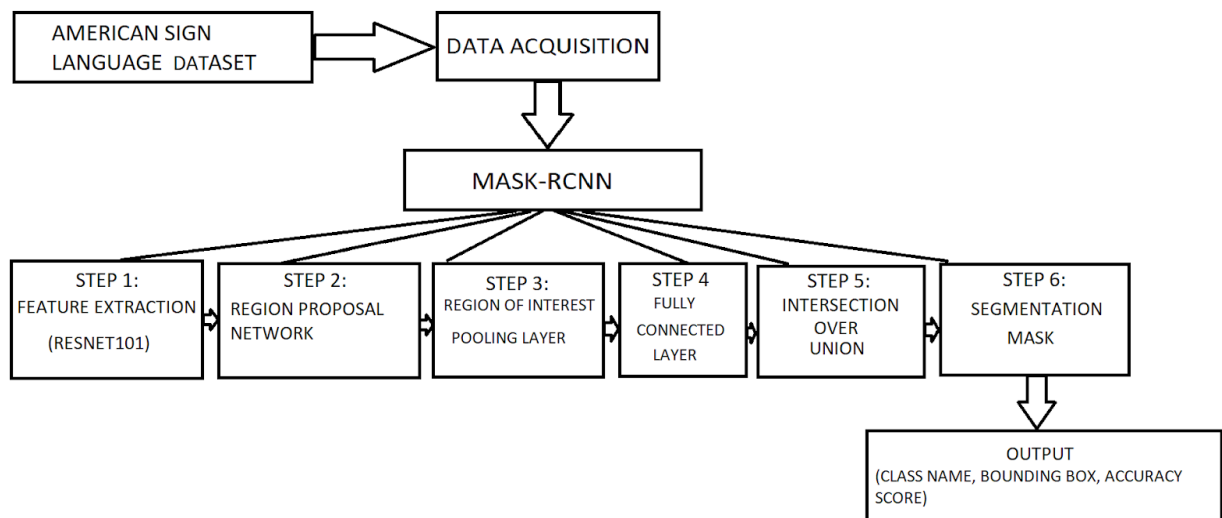 AMERICAN SIGN
LANGUAGE DATASET
DATA ACQUISITION
MASK-RCNN
STEP 1:
FEATURE EXTRACTION
(RESNET101)
STEP 2:
REGION PROPOSAL
NETWORK
STEP 3:
REGION OF INTEREST
POOLING LAYER
STEP 4
FULLY
CONNECTED
LAYER
STEP 5:
INTERSECTION
OVER
UNION
STEP 6:
SEGMENTATION
MASK
OUTPUT
(CLASS NAME, BOUNDING BOX, ACCURACY
SCORE)